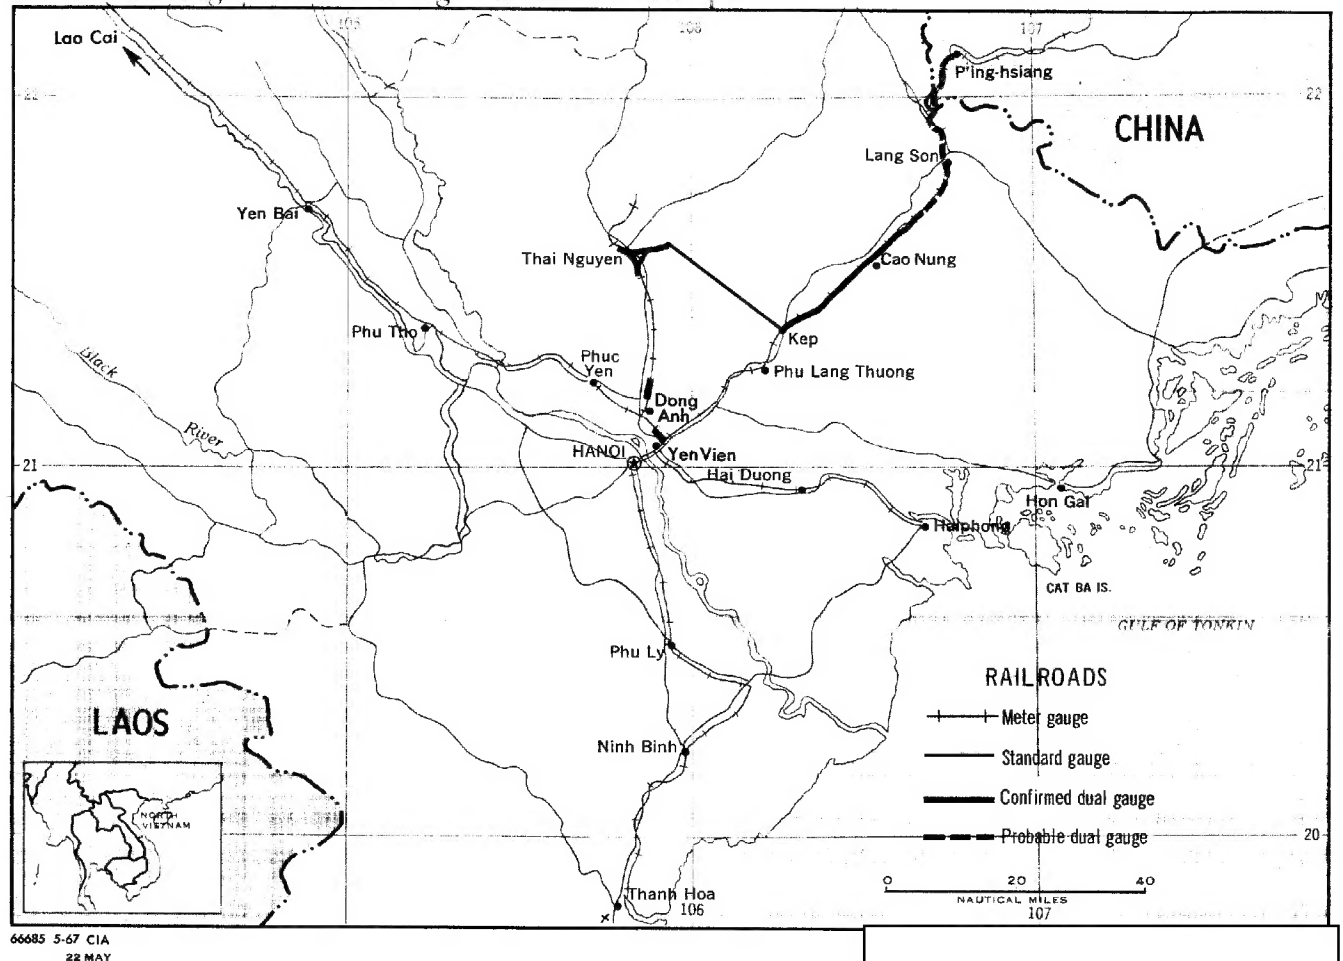 105
106
107
Lao Cai
P'ing-hsiang
22
22
CHINA
Lang Son
Yen Bai
Thai Nguyen
Cao Nung
Phu Tho
Kep
Phuc
Yen
Phu Lang Thuong
Dong
Anh
River
HANOI
Yen Vien
21
21
Hai Duong
Hon Gai
Haiphong
CAT BA IS.
GULF OF TONKIN
Phu Ly
RAILROADS
LAOS
Meter gauge
Ninh Binh
Standard gauge
Confirmed dual gauge
NORTH
VIETNAM
Probable dual gauge
20
0 20 40
NAUTICAL MILES
Thanh Hoa
106
107
66685 5-67 CIA
22 MAY